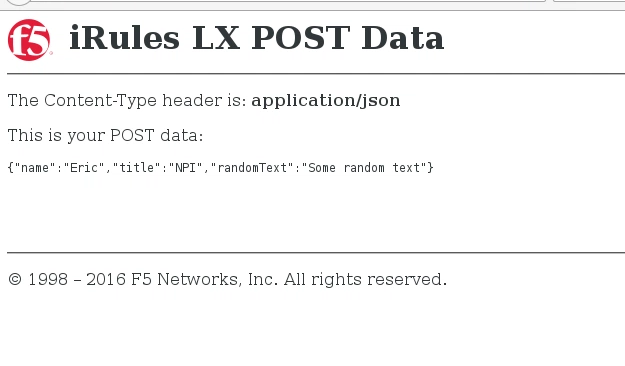 f5 iRules LX POST Data
The Content-Type header is: application/json
This is your POST data:
{"name":"Eric","title":"NPI","randomText":"Some random text"}
© 1998 – 2016 F5 Networks, Inc. All rights reserved.